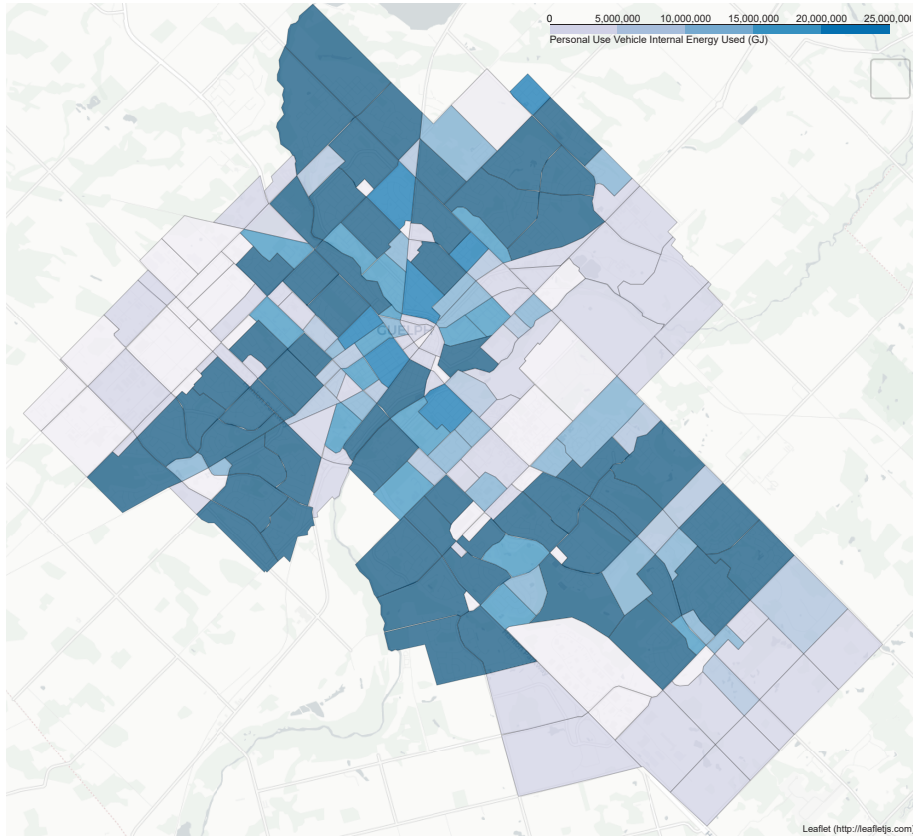 0 5,000,000 10,000,000 15,000,000 20,000,000 25,000,000
Personal Use Vehicle Internal Energy Used (GJ)
GUELPH
Leaflet (http://leafletjs.com